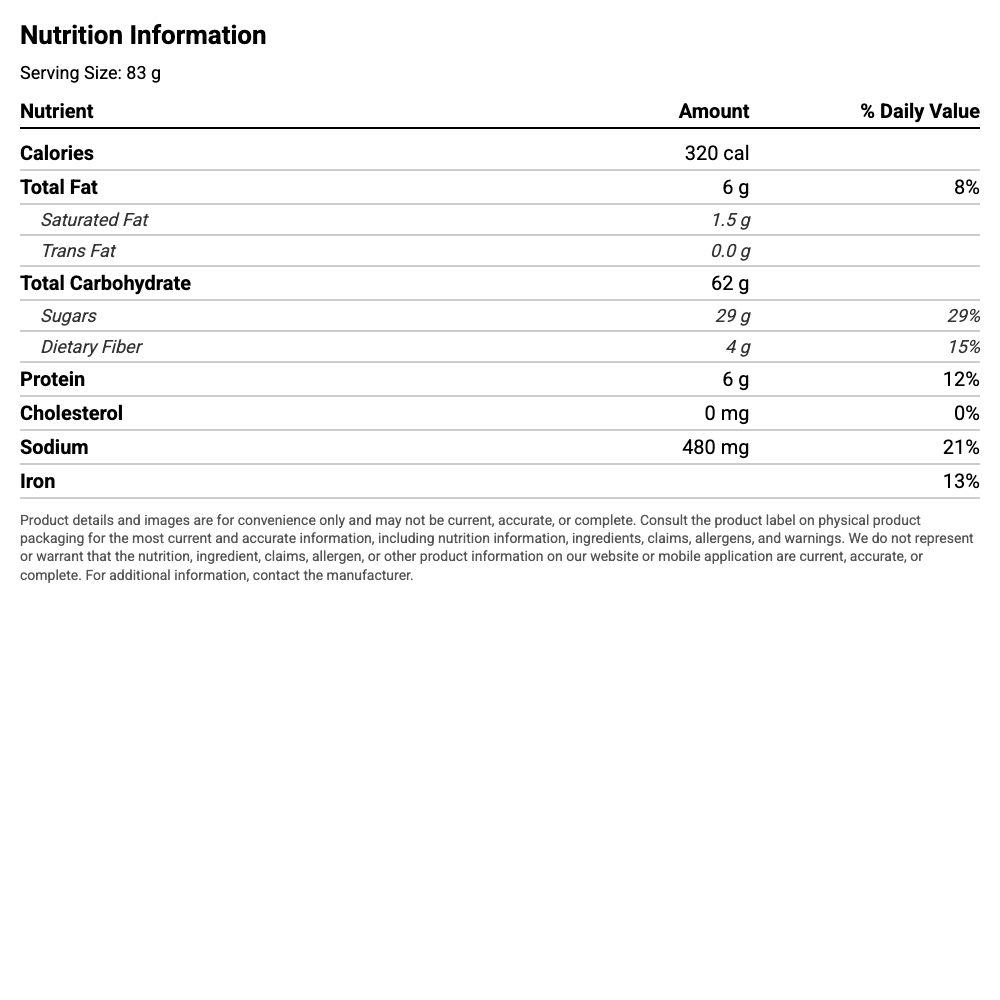 Nutrition Information
Serving Size: 83 g
Nutrient Amount % Daily Value
Calories 320 cal
Total Fat 6 g 8%
Saturated Fat 1.5 g
Trans Fat 0.0 g
Total Carbohydrate 62 g
Sugars 29 g 29%
Dietary Fiber 4 g 15%
Protein 6 g 12%
Cholesterol 0 mg 0%
Sodium 480 mg 21%
Iron 13%
Product details and images are for convenience only and may not be current, accurate, or complete. Consult the product label on physical product
packaging for the most current and accurate information, including nutrition information, ingredients, claims, allergens, and warnings. We do not represent
or warrant that the nutrition, ingredient, claims, allergen, or other product information on our website or mobile application are current, accurate, or
complete. For additional information, contact the manufacturer.